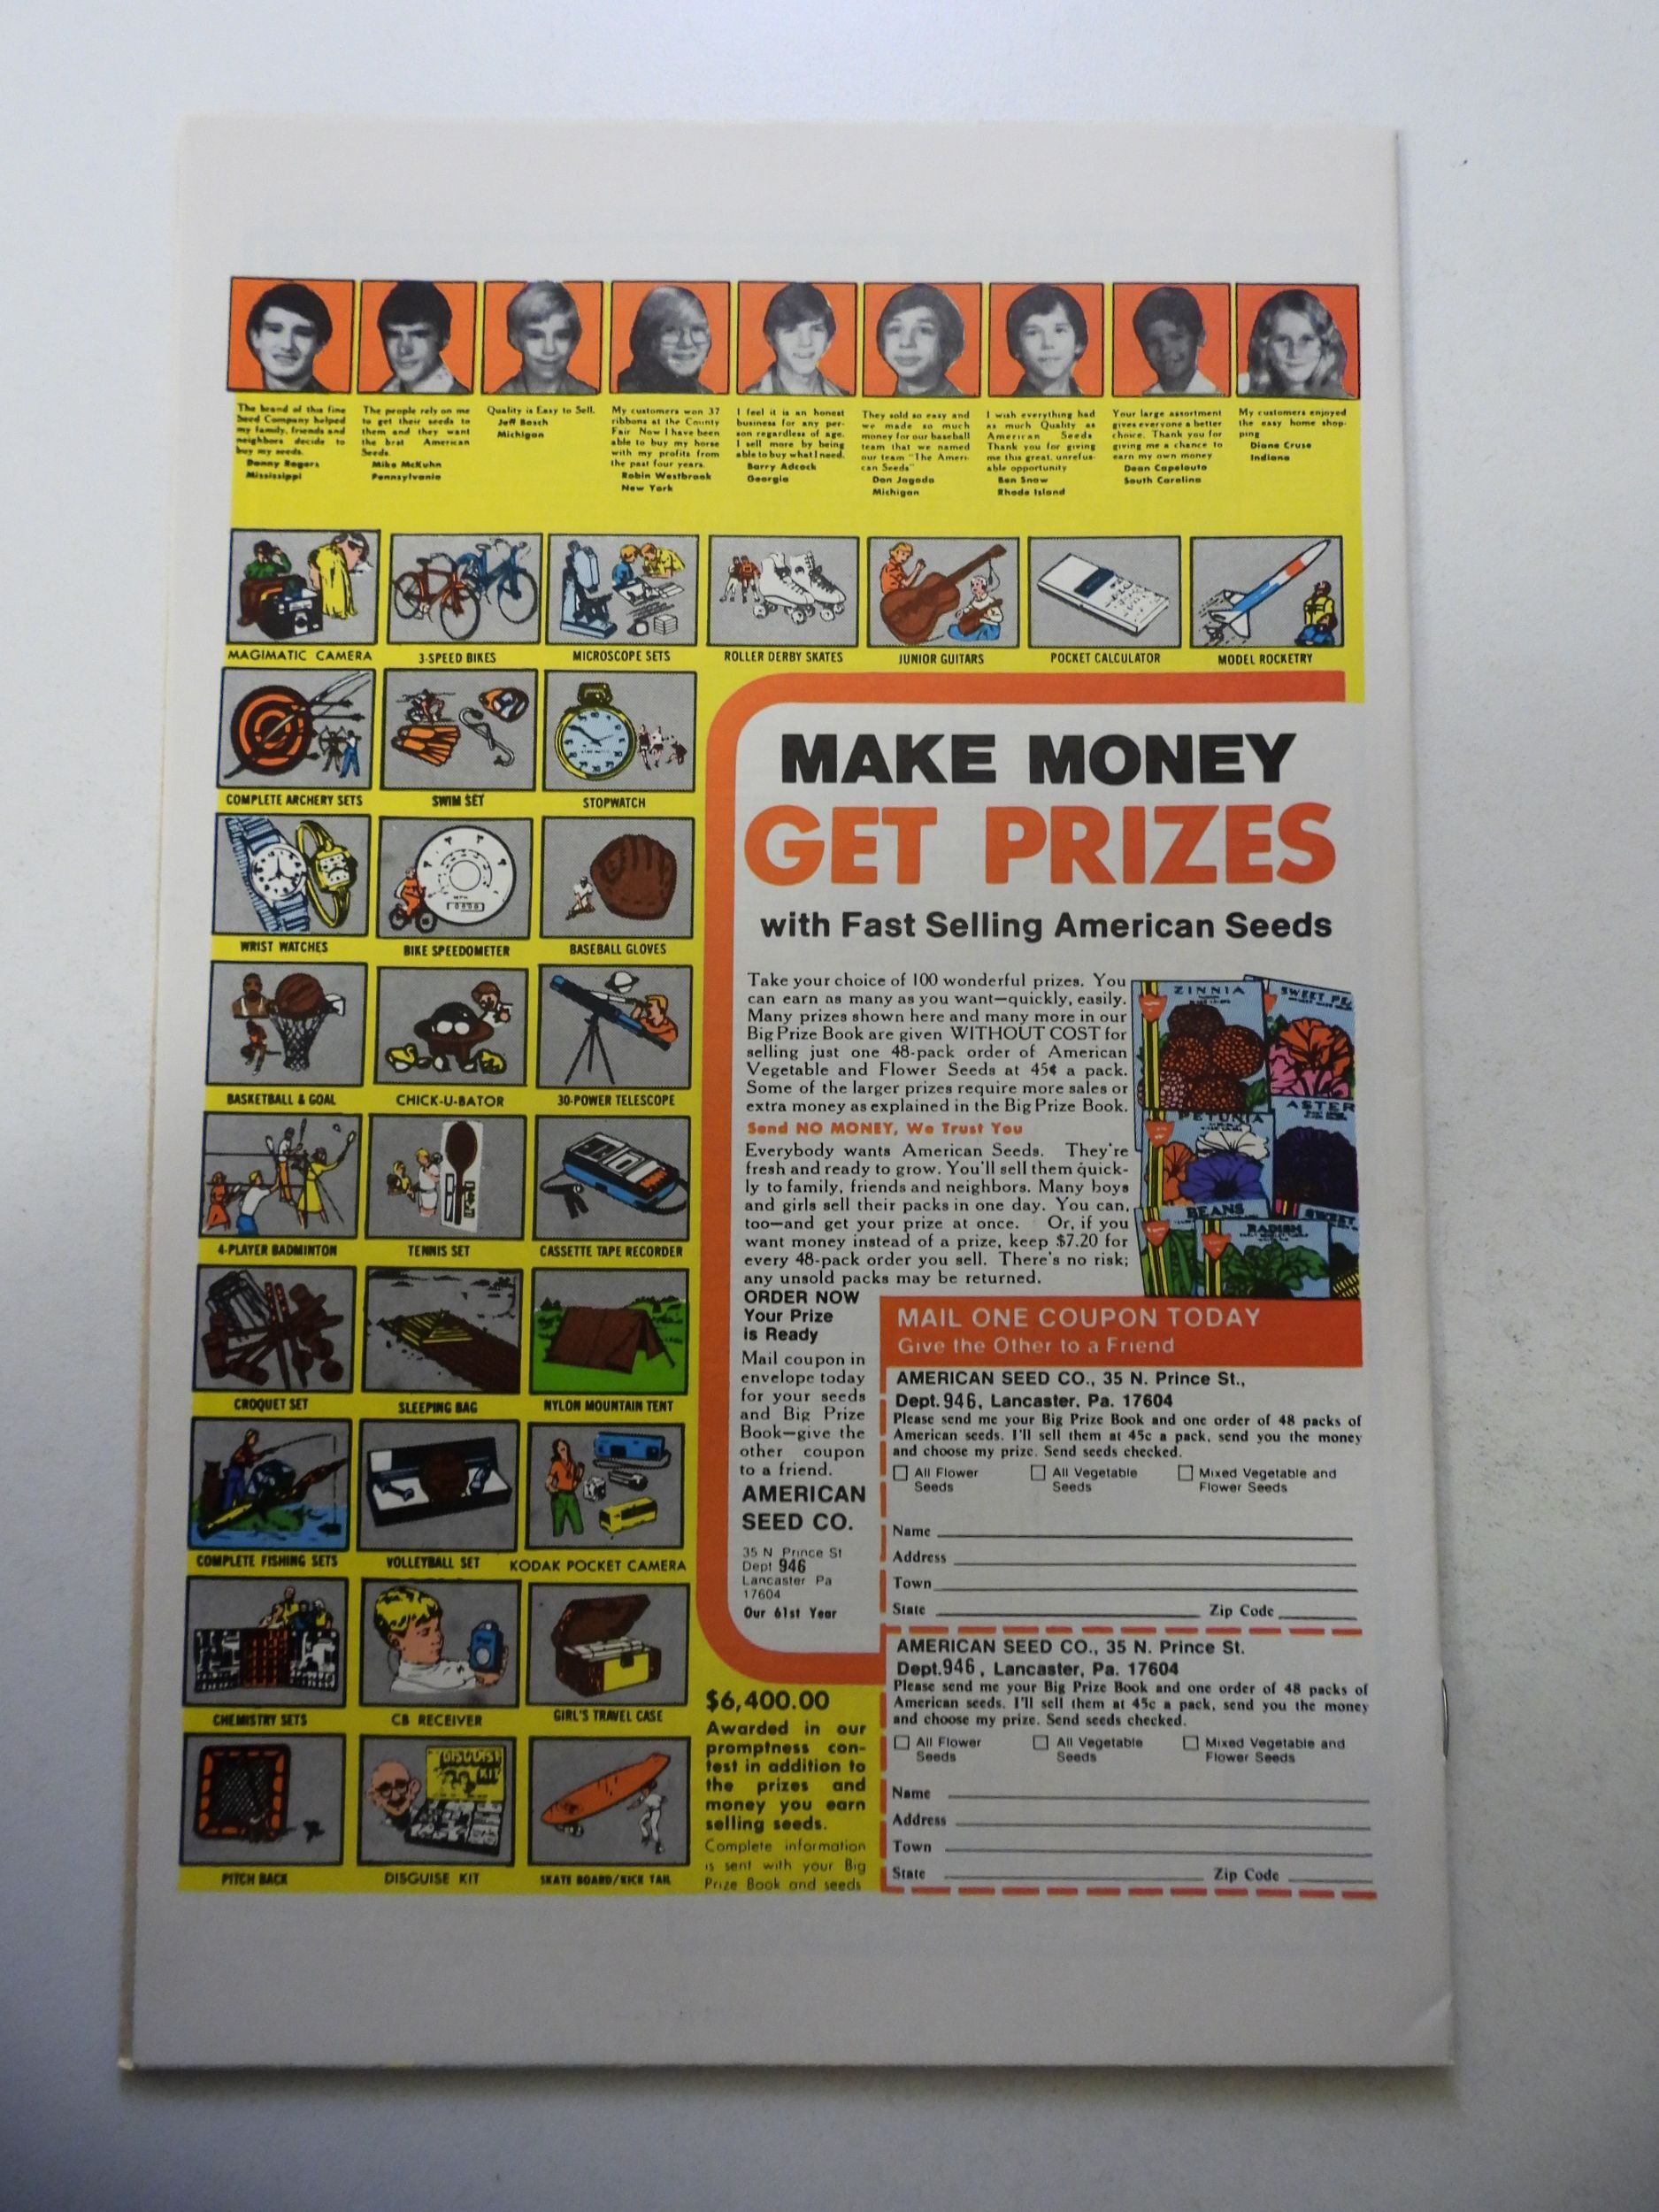 The brand of this fine
Seed Company helped
my family, friends and
neighbors decide to
buy my seeds.
Danny Rogers
Mississippi
The people rely on me
to get their seeds to
them and they want
the brst American
Seeds.
Mike McKuhn
Pennsylvania
Quality is Easy to Sell.
Jeff Bosch
Michigan
My customers won 37
ribbons at the County
Fair Now I have been
able to buy my horse
with my profits from
the past four years.
Robin Westbrook
New York
I feel it is an honest
business for any per-
son regardless of age.
I sell more by being
able to buy what I need.
Barry Adcock
Georgia
They sold so easy and
we made so much
money for our baseball
team that we named
our team "The Ameri-
can Seeds"
Don Jagoda
Michigan
I wish everything had
as much Quality as
American Seeds
Thank you for giving
me this great, unrefus-
able opportunity
Ben Snow
Rhode Island
Your large assortment
gives everyone a better
choice. Thank you for
giving me a chance to
earn my own money
Dean Capelouto
South Carolina
My customers enjoyed
the easy home shop-
ping
Diane Cruse
Indiana
MAGIMATIC CAMERA
3-SPEED BIKES
MICROSCOPE SETS
ROLLER DERBY SKATES
JUNIOR GUITARS
POCKET CALCULATOR
MODEL ROCKETRY
COMPLETE ARCHERY SETS
SWIM SET
STOPWATCH
WRIST WATCHES
BIKE SPEEDOMETER
BASEBALL GLOVES
BASKETBALL & GOAL
CHICK-U-BATOR
30-POWER TELESCOPE
4-PLAYER BADMINTON
TENNIS SET
CASSETTE TAPE RECORDER
CROQUET SET
SLEEPING BAG
NYLON MOUNTAIN TENT
COMPLETE FISHING SETS
VOLLEYBALL SET
KODAK POCKET CAMERA
CHEMISTRY SETS
CB RECEIVER
GIRL'S TRAVEL CASE
DISGUISE
KIT
PITCH BACK
DISGUISE KIT
SKATE BOARD/KICK TAIL
MAKE MONEY
GET PRIZES
with Fast Selling American Seeds
Take your choice of 100 wonderful prizes. You
can earn as many as you want—quickly, easily.
Many prizes shown here and many more in our
Big Prize Book are given WITHOUT COST for
selling just one 48-pack order of American
Vegetable and Flower Seeds at 45¢ a pack.
Some of the larger prizes require more sales or
extra money as explained in the Big Prize Book.
Send NO MONEY, We Trust You
Everybody wants American Seeds. They're
fresh and ready to grow. You'll sell them quick-
ly to family, friends and neighbors. Many boys
and girls sell their packs in one day. You can,
too—and get your prize at once. Or, if you
want money instead of a prize, keep $7.20 for
every 48-pack order you sell. There's no risk;
any unsold packs may be returned.
ZINNIA
SWEET PE
PETUNIA
ASTER
BEANS
RADISH
SWEET
ORDER NOW
Your Prize
is Ready
Mail coupon in
envelope today
for your seeds
and Big Prize
Book—give the
other coupon
to a friend.
AMERICAN
SEED CO.
35 N Prince St
Dept 946
Lancaster Pa
17604
Our 61st Year
$6,400.00
Awarded in our
promptness con-
test in addition to
the prizes and
money you earn
selling seeds.
Complete information
is sent with your Big
Prize Book and seeds
MAIL ONE COUPON TODAY
Give the Other to a Friend
AMERICAN SEED CO., 35 N. Prince St.,
Dept. 946, Lancaster, Pa. 17604
Please send me your Big Prize Book and one order of 48 packs of
American seeds. I'll sell them at 45c a pack, send you the money
and choose my prize. Send seeds checked.
All Flower Seeds
All Vegetable Seeds
Mixed Vegetable and Flower Seeds
Name
Address
Town
State Zip Code
AMERICAN SEED CO., 35 N. Prince St.
Dept. 946, Lancaster, Pa. 17604
Please send me your Big Prize Book and one order of 48 packs of
American seeds. I'll sell them at 45c a pack, send you the money
and choose my prize. Send seeds checked.
All Flower Seeds
All Vegetable Seeds
Mixed Vegetable and Flower Seeds
Name
Address
Town
State Zip Code